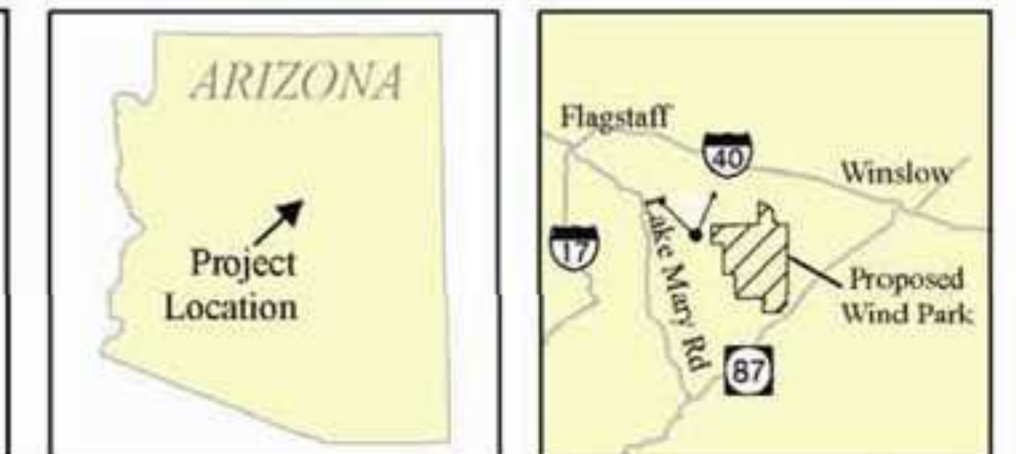 ARIZONA
Project
Location
Flagstaff
40
Winslow
17
Lake Mary Rd
Proposed
Wind Park
87